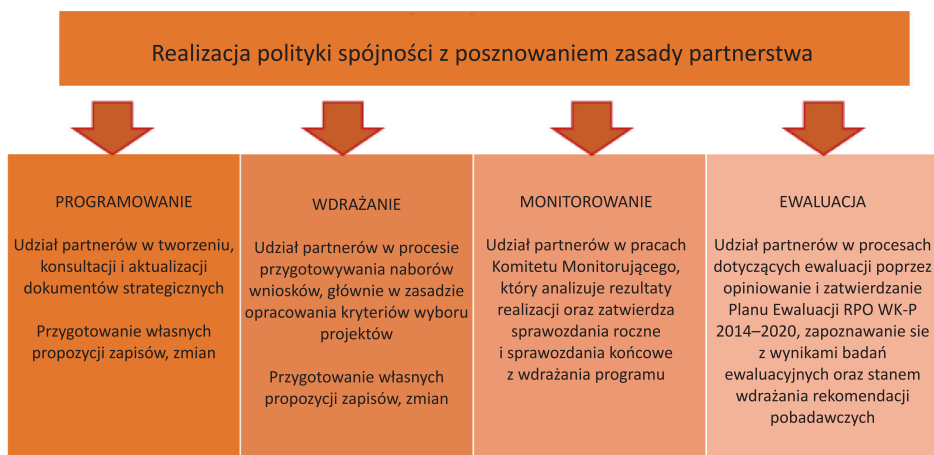 Realizacja polityki spójności z posznowaniem zasady partnerstwa
PROGRAMOWANIE
Udział partnerów w tworzeniu,
konsultacji i aktualizacji
dokumentów strategicznych
Przygotowanie własnych
propozycji zapisów, zmian
WDRAŻANIE
Udział partnerów w procesie
przygotowywania naborów
wniosków, głównie w zasadzie
opracowania kryteriów wyboru
projektów
Przygotowanie własnych
propozycji zapisów, zmian
MONITOROWANIE
Udział partnerów w pracach
Komitetu Monitorującego,
który analizuje rezultaty
realizacji oraz zatwierdza
sprawozdania roczne
i sprawozdania końcowe
z wdrażania programu
EWALUACJA
Udział partnerów w procesach
dotyczących ewaluacji poprzez
opiniowanie i zatwierdzanie
Planu Ewaluacji RPO WK-P
2014–2020, zapoznawanie sie
z wynikami badań
ewaluacyjnych oraz stanem
wdrażania rekomendacji
pobadawczych